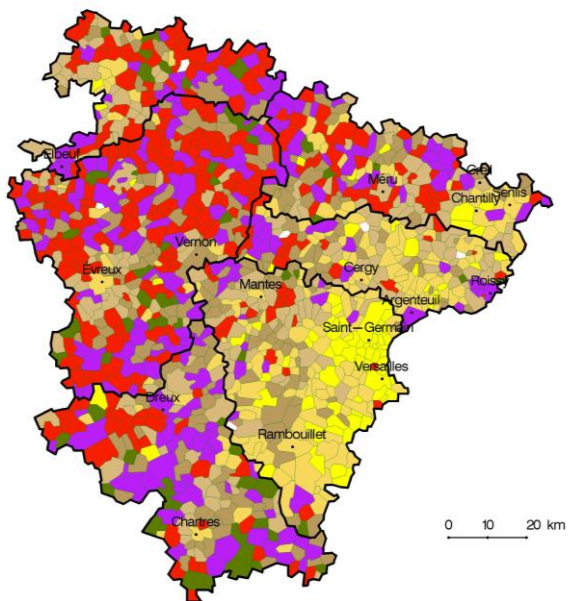 Elbeuf
Creil
Méru
Senlis
Chantilly
Vernon
Évreux
Cergy
Roissy
Mantes
Argenteuil
Saint-Germain
Versailles
Dreux
Rambouillet
Chartres
0 10 20 km